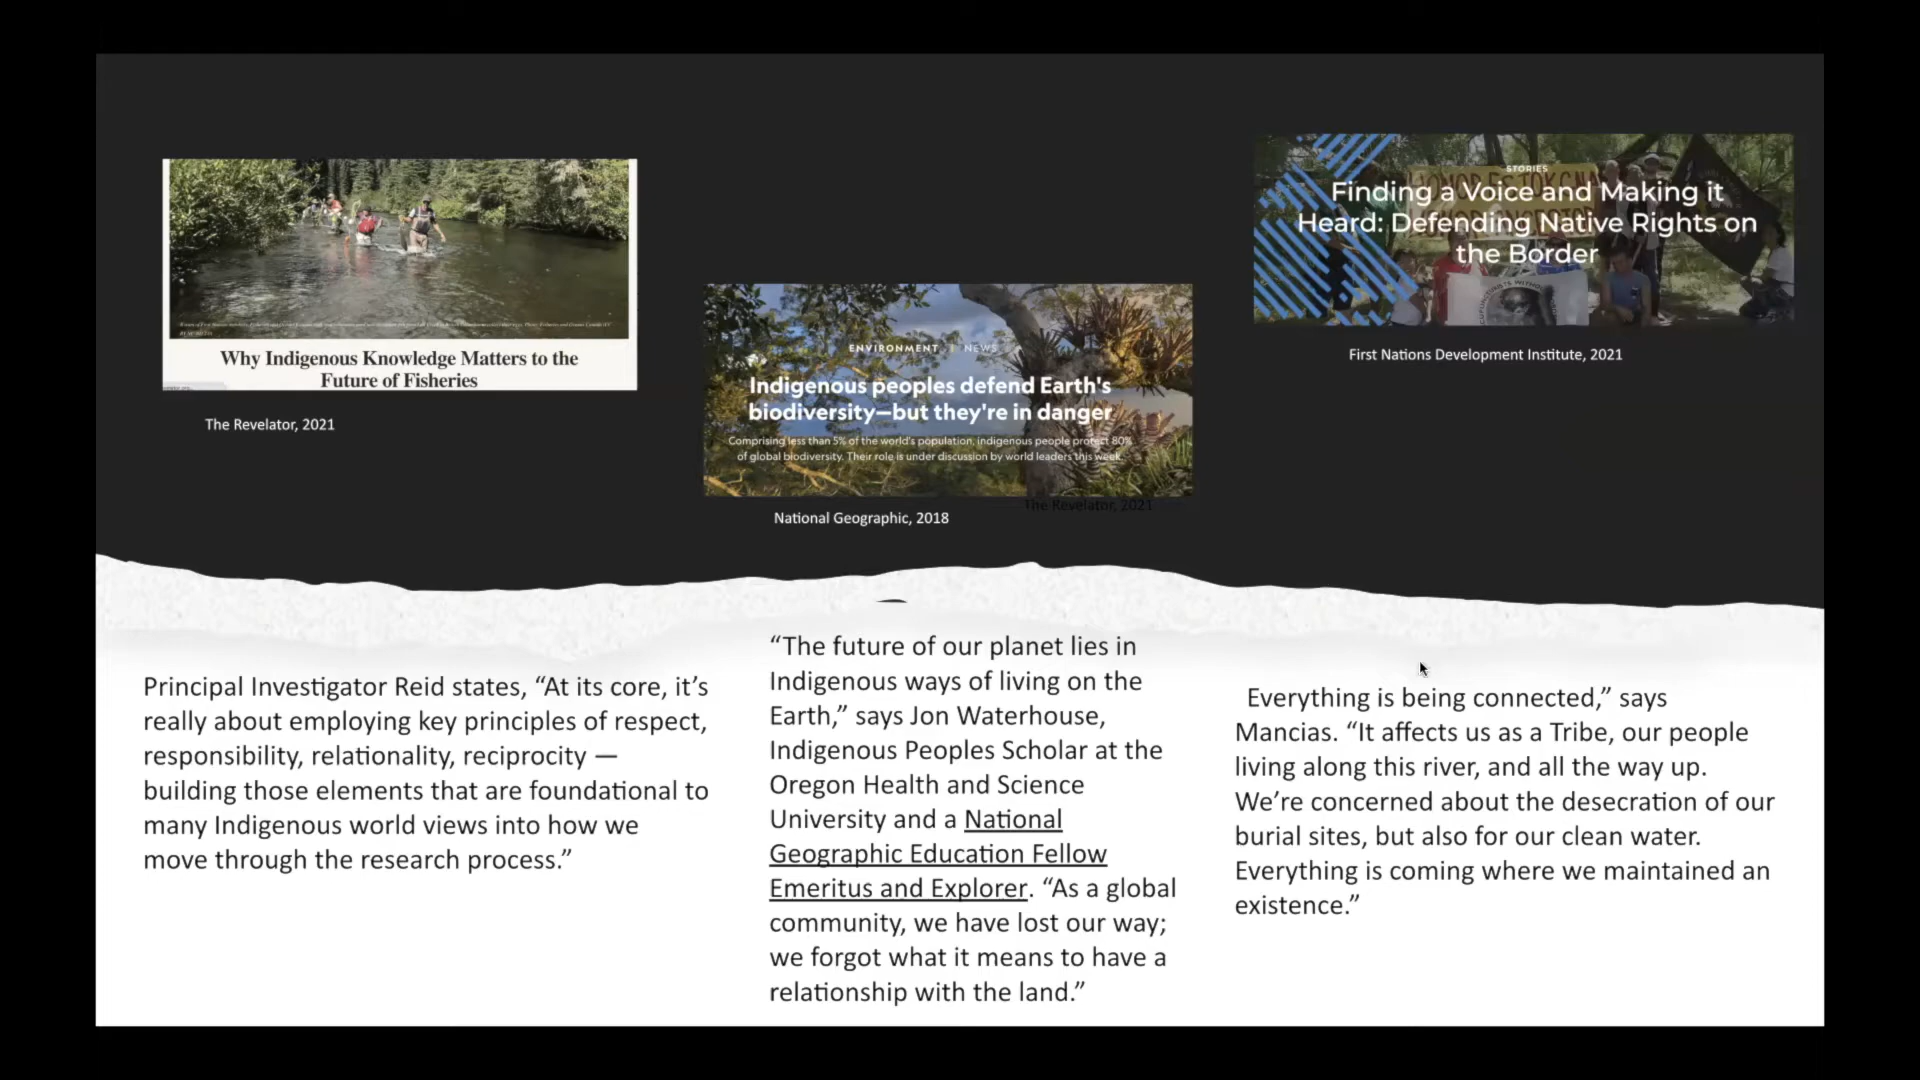 Why Indigenous Knowledge Matters to the
Future of Fisheries
The Revelator, 2021
ENVIRONMENT | NEWS
Indigenous peoples defend Earth's
biodiversity—but they're in danger
Comprising less than 5% of the world's population, indigenous people protect 80%
of global biodiversity. Their role is under discussion by world leaders this week.
The Revelator, 2021
National Geographic, 2018
STORIES
Finding a Voice and Making it
Heard: Defending Native Rights on
the Border
First Nations Development Institute, 2021
Principal Investigator Reid states, “At its core, it’s
really about employing key principles of respect,
responsibility, relationality, reciprocity —
building those elements that are foundational to
many Indigenous world views into how we
move through the research process.”
“The future of our planet lies in
Indigenous ways of living on the
Earth,” says Jon Waterhouse,
Indigenous Peoples Scholar at the
Oregon Health and Science
University and a National
Geographic Education Fellow
Emeritus and Explorer. “As a global
community, we have lost our way;
we forgot what it means to have a
relationship with the land.”
Everything is being connected,” says
Mancias. “It affects us as a Tribe, our people
living along this river, and all the way up.
We’re concerned about the desecration of our
burial sites, but also for our clean water.
Everything is coming where we maintained an
existence.”